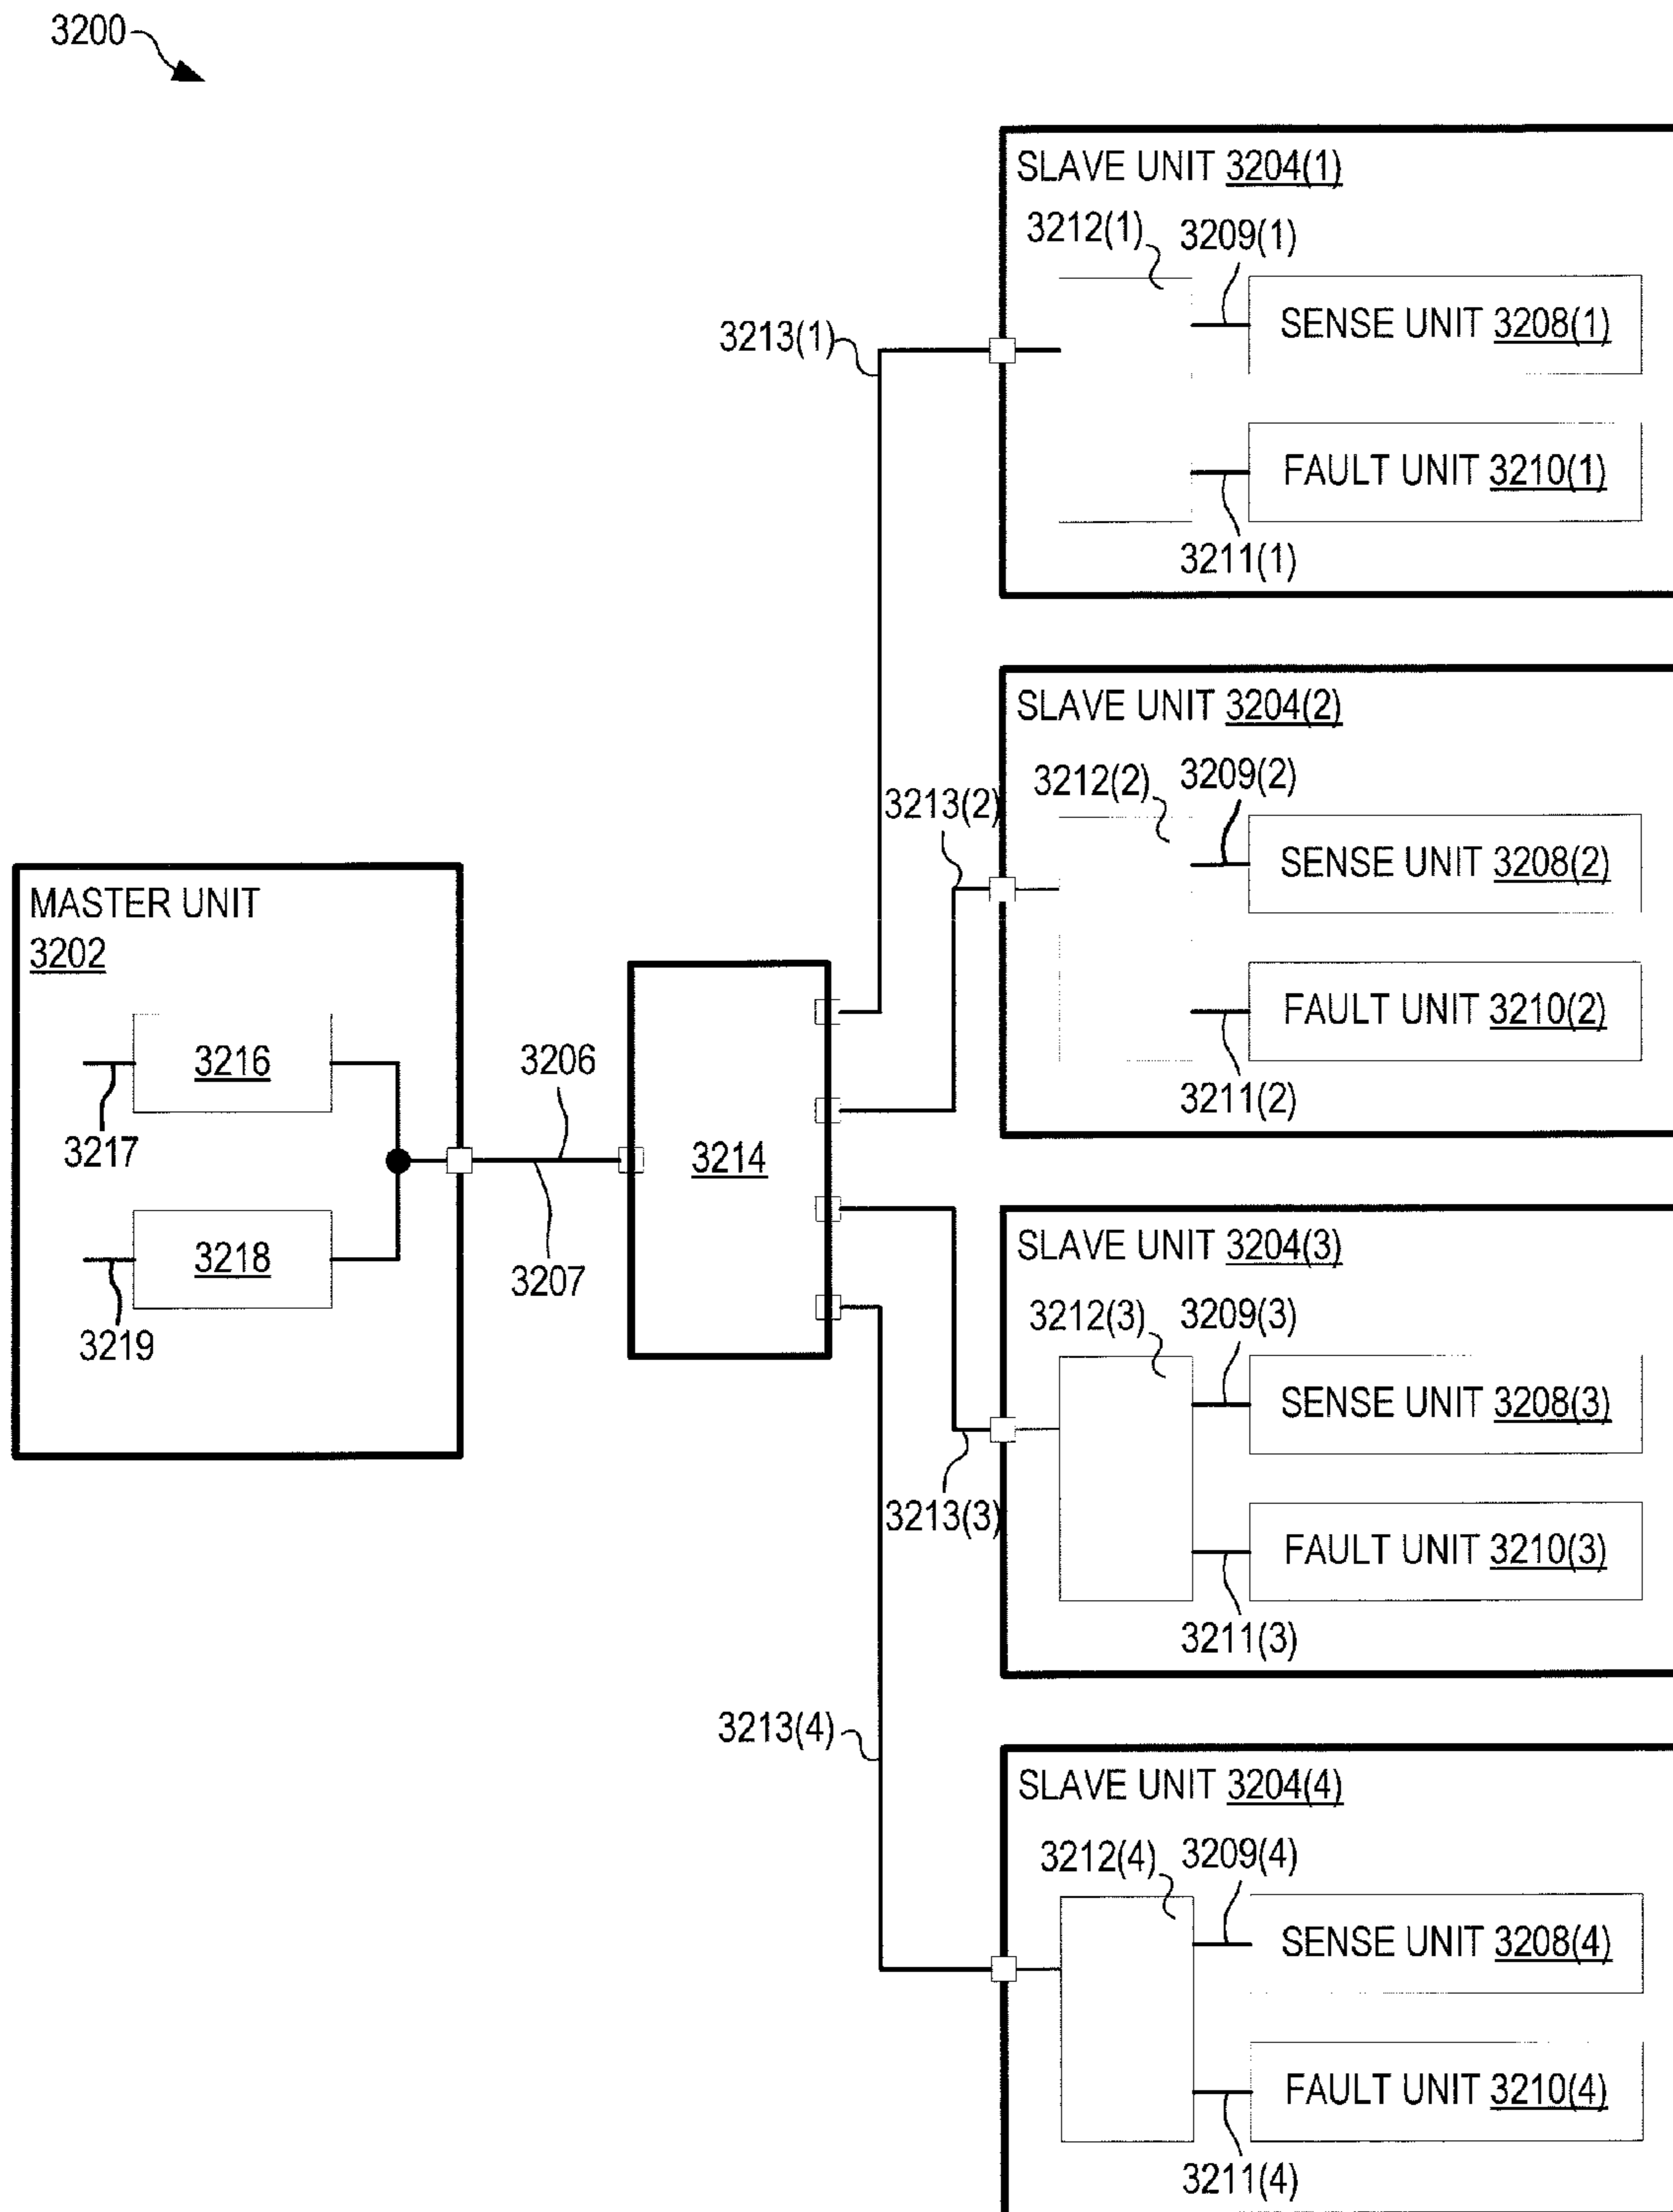 3200
SLAVE UNIT 3204(1)
3212(1)
3209(1)
3213(1)
SENSE UNIT 3208(1)
FAULT UNIT 3210(1)
3211(1)
SLAVE UNIT 3204(2)
3212(2)
3209(2)
3213(2)
SENSE UNIT 3208(2)
FAULT UNIT 3210(2)
3211(2)
MASTER UNIT
3202
3216
3217
3218
3219
3206
3207
3214
SLAVE UNIT 3204(3)
3212(3)
3209(3)
SENSE UNIT 3208(3)
3213(3)
FAULT UNIT 3210(3)
3211(3)
3213(4)
SLAVE UNIT 3204(4)
3212(4)
3209(4)
SENSE UNIT 3208(4)
FAULT UNIT 3210(4)
3211(4)